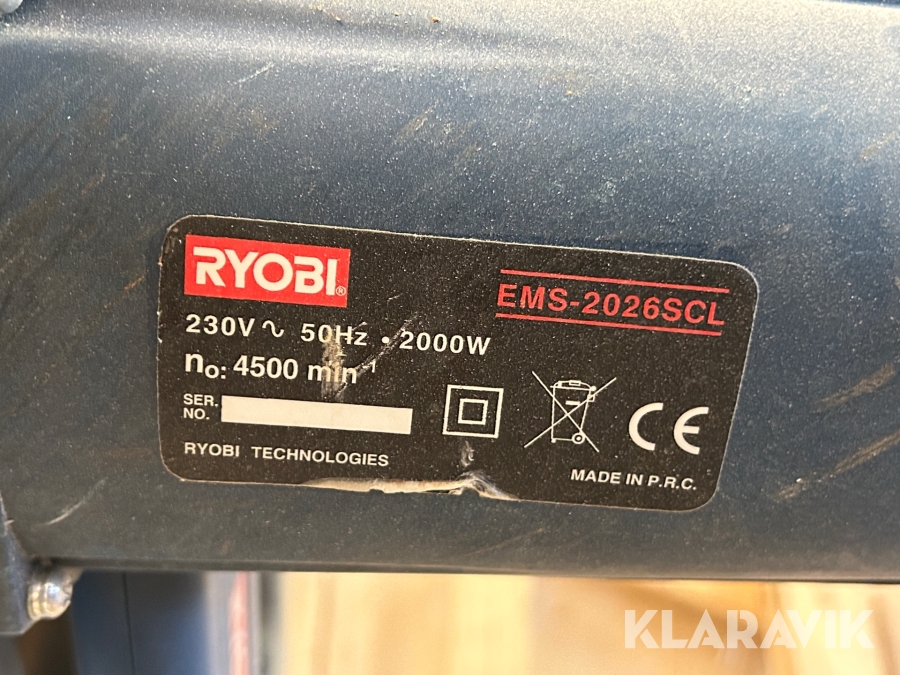 RYOBI®
EMS-2026SCL
230V ∿ 50Hz • 2000W
n₀: 4500 min⁻¹
SER.
NO.
RYOBI TECHNOLOGIES
CE
MADE IN P.R.C.
KLARAVIK